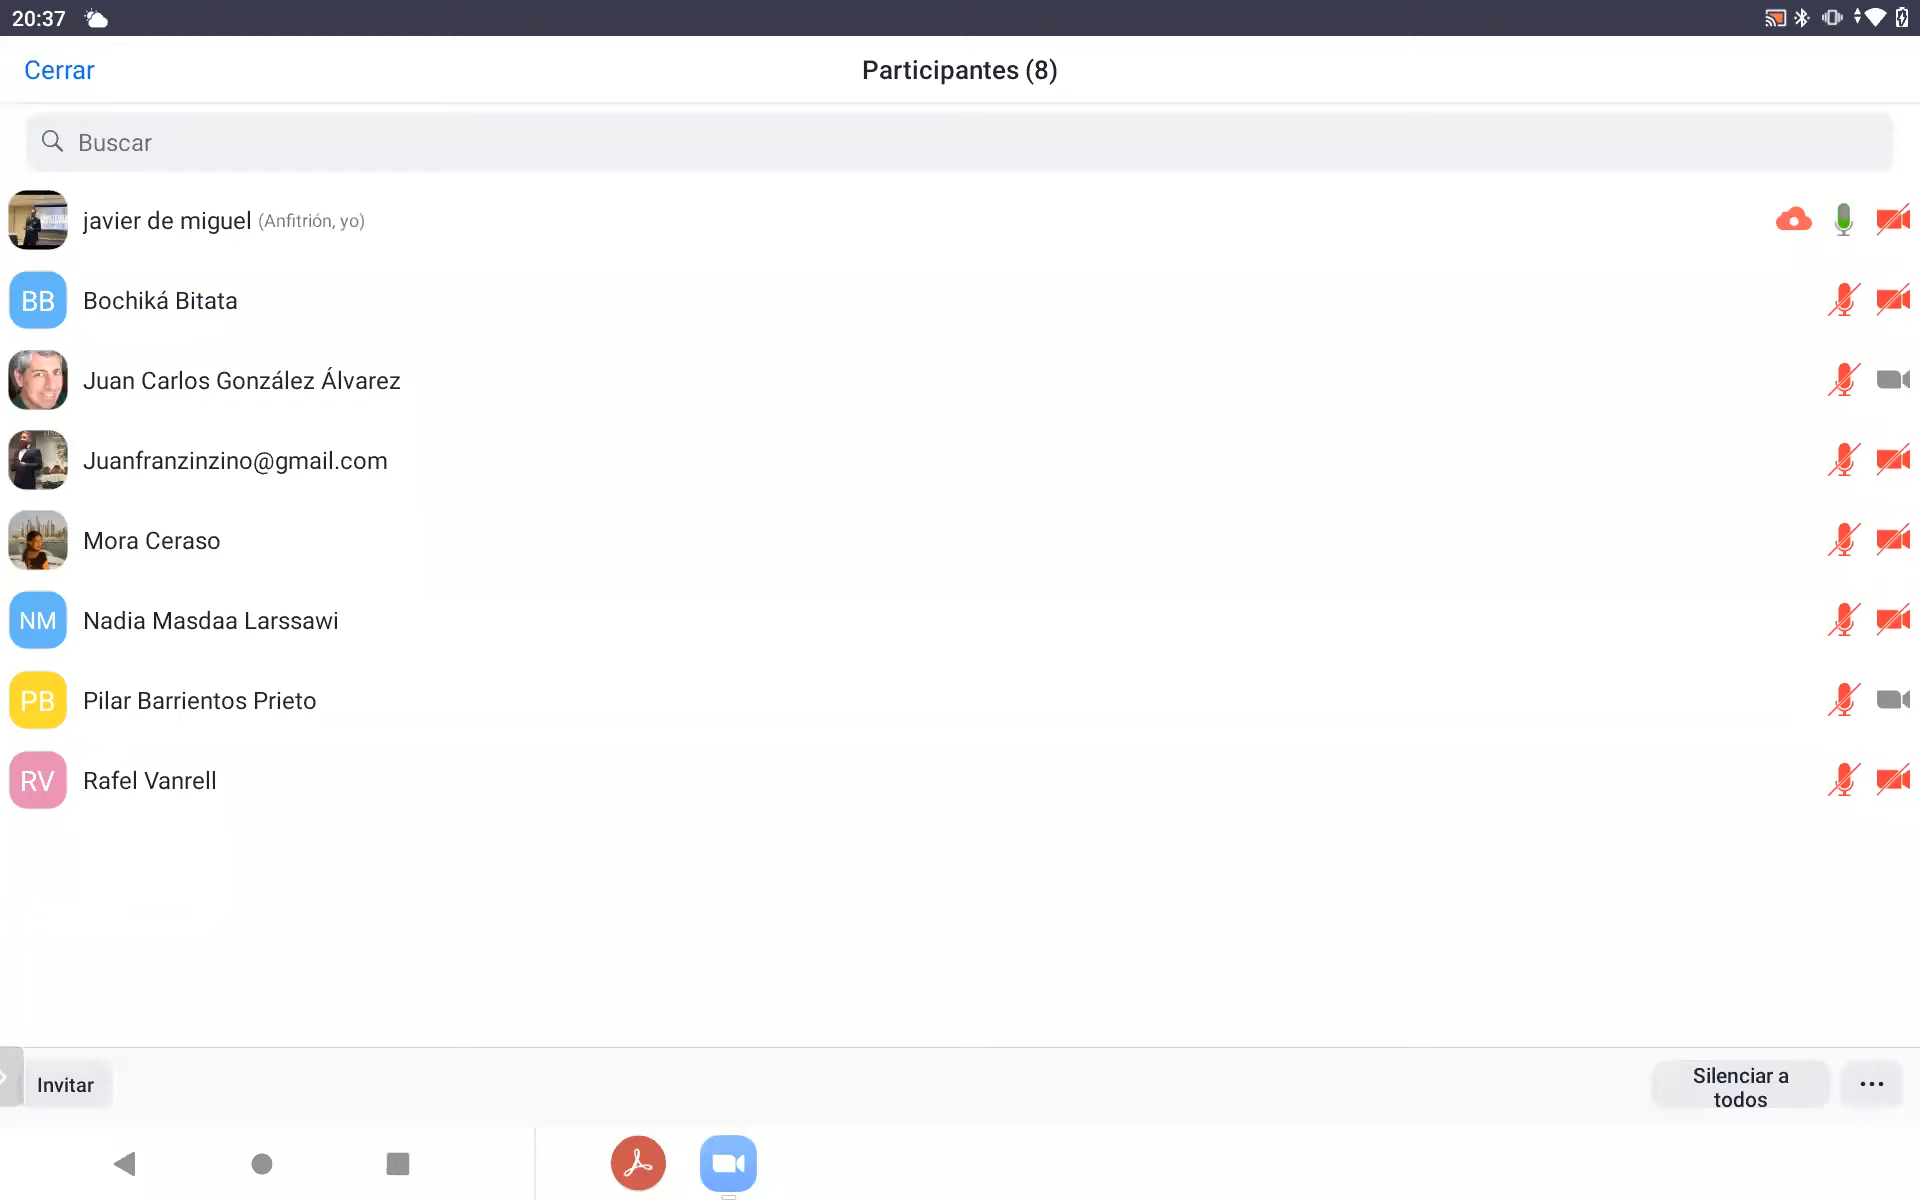 20:37
Cerrar
Participantes (8)
Buscar
javier de miguel (Anfitrión, yo)
BB Bochiká Bitata
Juan Carlos González Álvarez
Juanfranzinzino@gmail.com
Mora Ceraso
NM Nadia Masdaa Larssawi
PB Pilar Barrientos Prieto
RV Rafel Vanrell
Invitar
Silenciar a
todos